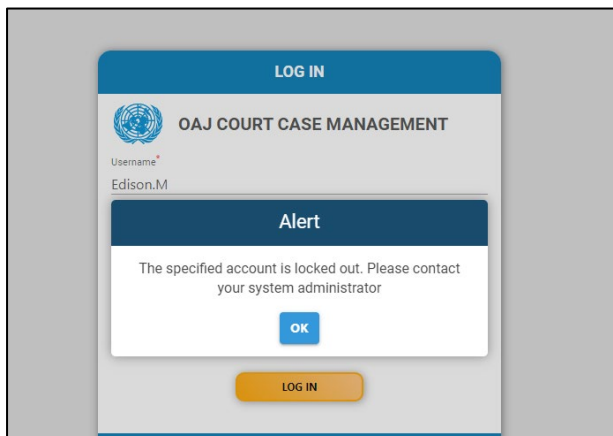 LOG IN
OAJ COURT CASE MANAGEMENT
Username*
Edison.M
Alert
The specified account is locked out. Please contact
your system administrator
OK
LOG IN